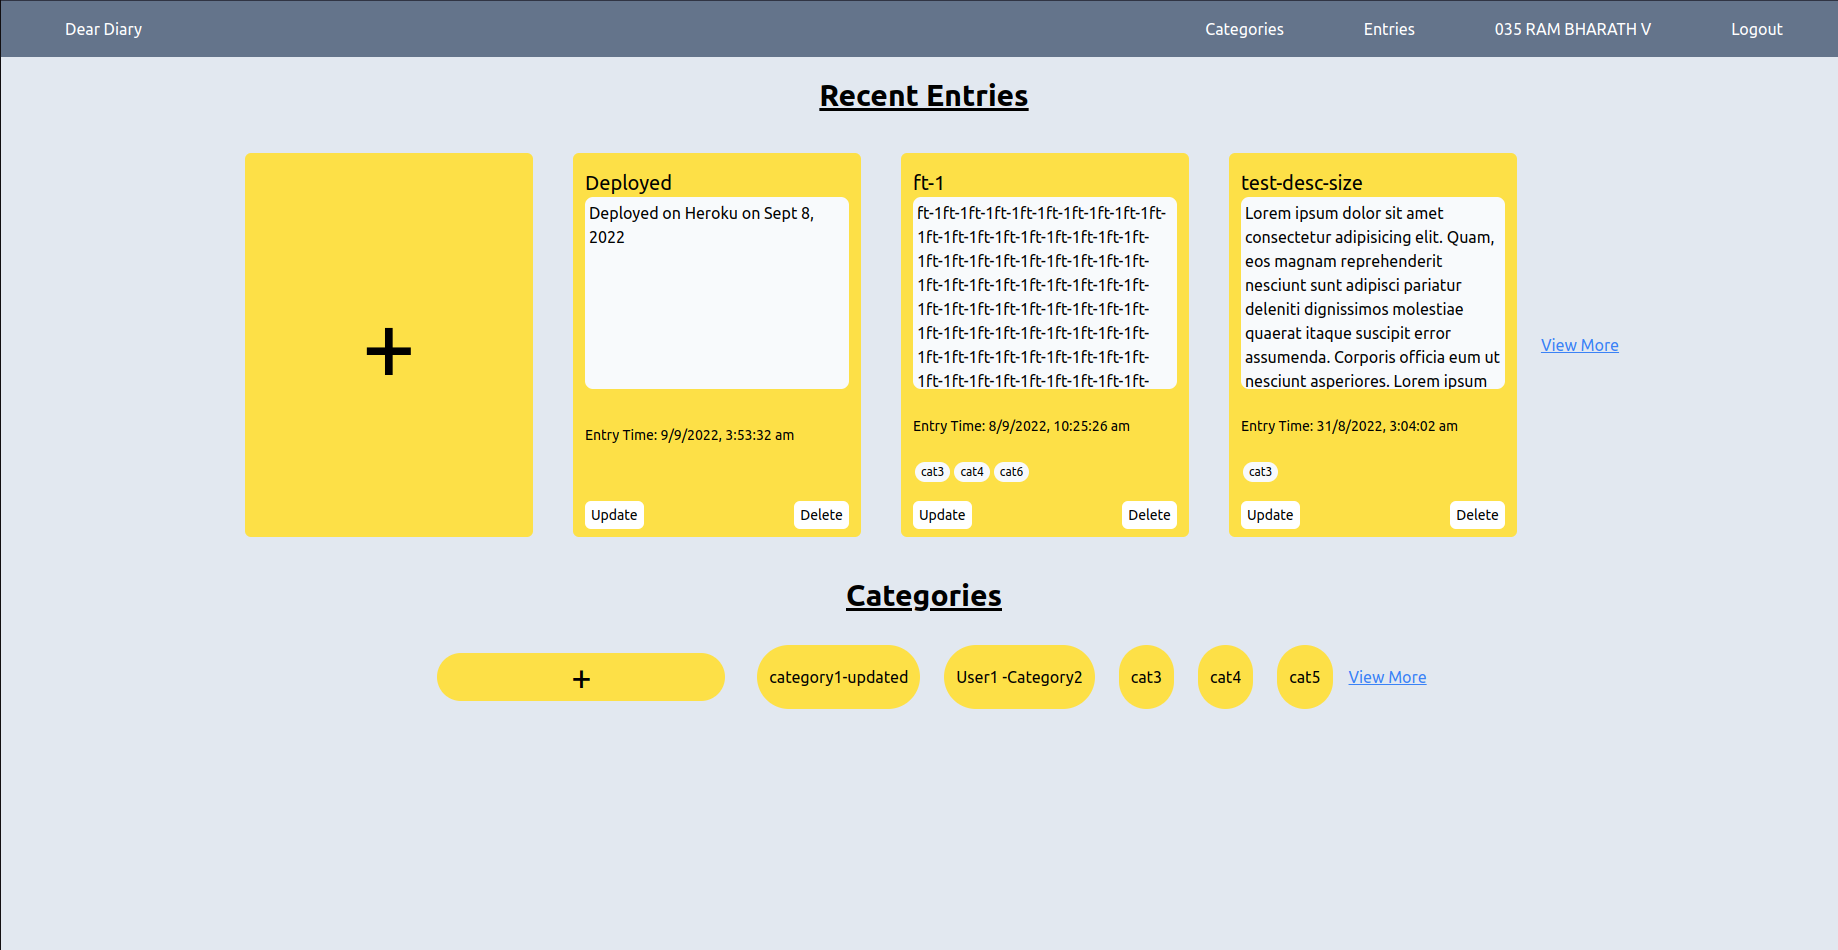 Dear Diary
Categories
Entries
035 RAM BHARATH V
Logout
Recent Entries
+
Deployed
Deployed on Heroku on Sept 8,
2022
Entry Time: 9/9/2022, 3:53:32 am
Update
Delete
ft-1
ft-1ft-1ft-1ft-1ft-1ft-1ft-1ft-1ft-1ft-
1ft-1ft-1ft-1ft-1ft-1ft-1ft-1ft-1ft-
1ft-1ft-1ft-1ft-1ft-1ft-1ft-1ft-1ft-
1ft-1ft-1ft-1ft-1ft-1ft-1ft-1ft-1ft-
1ft-1ft-1ft-1ft-1ft-1ft-1ft-1ft-1ft-
1ft-1ft-1ft-1ft-1ft-1ft-1ft-1ft-1ft-
1ft-1ft-1ft-1ft-1ft-1ft-1ft-1ft-1ft-
1ft-1ft-1ft-1ft-1ft-1ft-1ft-1ft-1ft-
Entry Time: 8/9/2022, 10:25:26 am
cat3 cat4 cat6
Update
Delete
test-desc-size
Lorem ipsum dolor sit amet
consectetur adipisicing elit. Quam,
eos magnam reprehenderit
nesciunt sunt adipisci pariatur
deleniti dignissimos molestiae
quaerat itaque suscipit error
assumenda. Corporis officia eum ut
nesciunt asperiores. Lorem ipsum
Entry Time: 31/8/2022, 3:04:02 am
cat3
Update
Delete
View More
Categories
+
category1-updated
User1 -Category2
cat3
cat4
cat5
View More